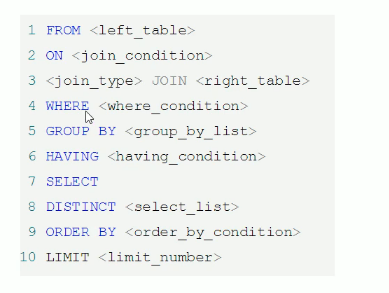 1 FROM <left_table>
2 ON <join_condition>
3 <join_type> JOIN <right_table>
4 WHERE <where_condition>
5 GROUP BY <group_by_list>
6 HAVING <having_condition>
7 SELECT
8 DISTINCT <select_list>
9 ORDER BY <order_by_condition>
10 LIMIT <limit_number>